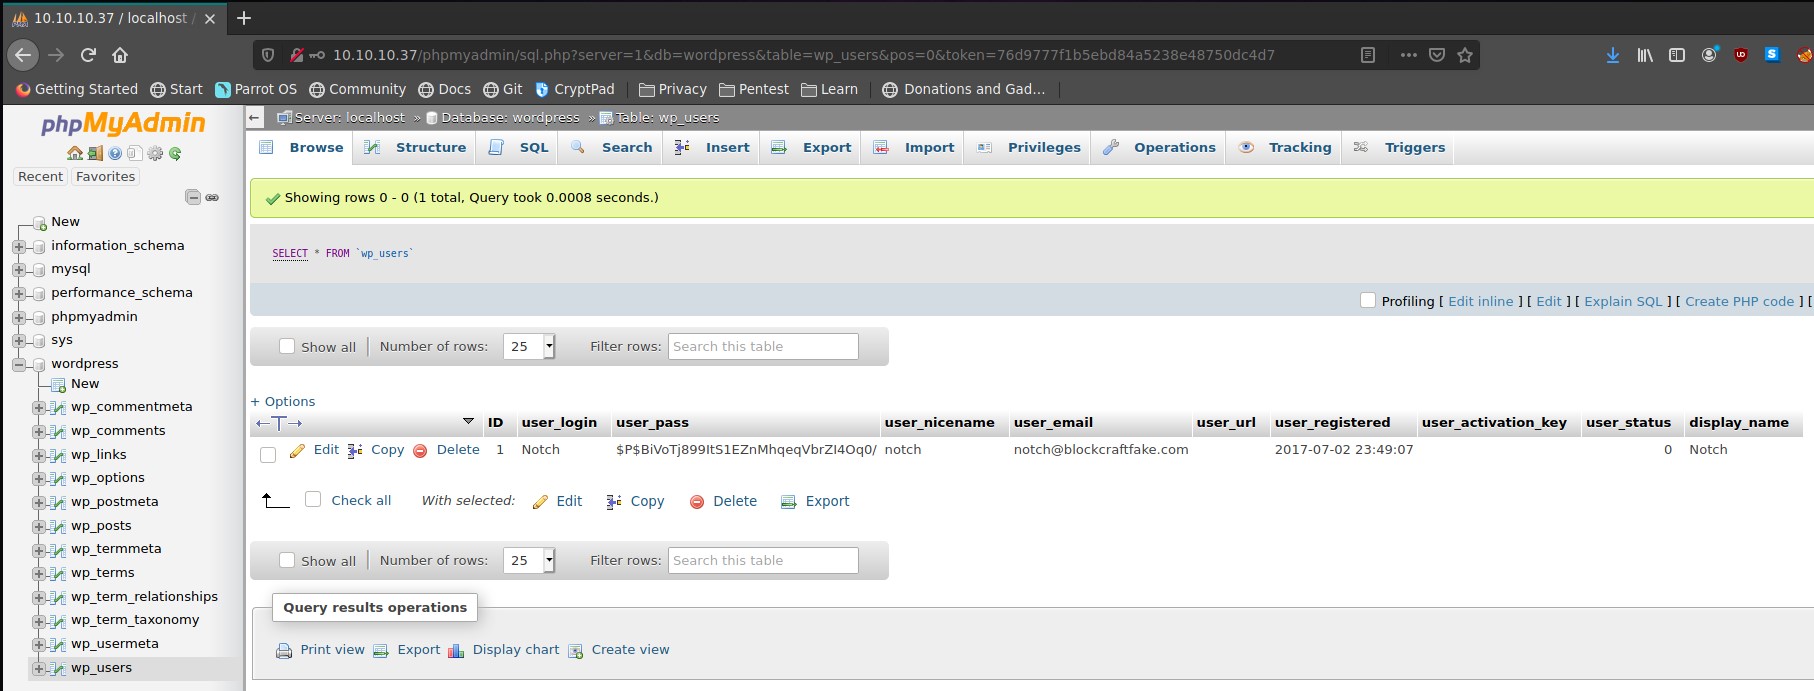 10.10.10.37 / localhost /
10.10.10.37/phpmyadmin/sql.php?server=1&db=wordpress&table=wp_users&pos=0&token=76d9777f1b5ebd84a5238e48750dc4d7
Getting Started Start Parrot OS Community Docs Git CryptPad Privacy Pentest Learn Donations and Gad...
phpMyAdmin
Recent Favorites
New
information_schema
mysql
performance_schema
phpmyadmin
sys
wordpress
New
wp_commentmeta
wp_comments
wp_links
wp_options
wp_postmeta
wp_posts
wp_termmeta
wp_terms
wp_term_relationships
wp_term_taxonomy
wp_usermeta
wp_users
Server: localhost » Database: wordpress » Table: wp_users
Browse Structure SQL Search Insert Export Import Privileges Operations Tracking Triggers
Showing rows 0 - 0 (1 total, Query took 0.0008 seconds.)
SELECT * FROM `wp_users`
Profiling [ Edit inline ] [ Edit ] [ Explain SQL ] [ Create PHP code ] [
Show all | Number of rows: 25 Filter rows: Search this table
+ Options
←T→ ID user_login user_pass user_nicename user_email user_url user_registered user_activation_key user_status display_name
Edit Copy Delete 1 Notch $P$BiVoTj899ItS1EZnMhqeqVbrZI4Oq0/ notch notch@blockcraftfake.com 2017-07-02 23:49:07 0 Notch
Check all With selected: Edit Copy Delete Export
Show all | Number of rows: 25 Filter rows: Search this table
Query results operations
Print view Export Display chart Create view